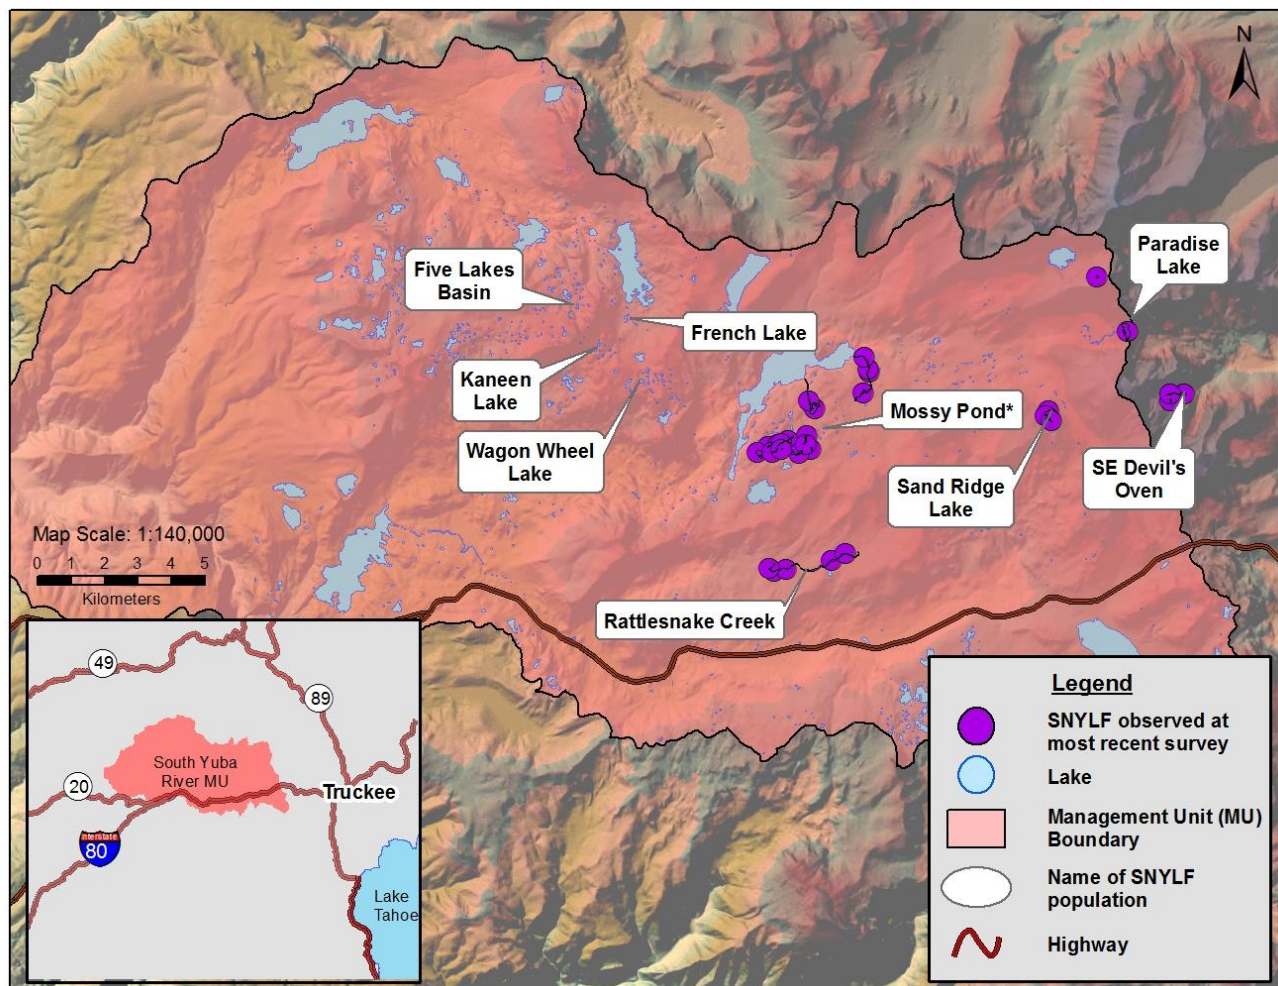 N
Paradise
Lake
Five Lakes
Basin
French Lake
Kaneen
Lake
Mossy Pond*
Wagon Wheel
Lake
SE Devil's
Oven
Sand Ridge
Lake
Map Scale: 1:140,000
0 1 2 3 4 5
Kilometers
Rattlesnake Creek
49
89
South Yuba
River MU
20
Truckee
Interstate
80
Lake
Tahoe
Legend
SNYLF observed at
most recent survey
Lake
Management Unit (MU)
Boundary
Name of SNYLF
population
Highway